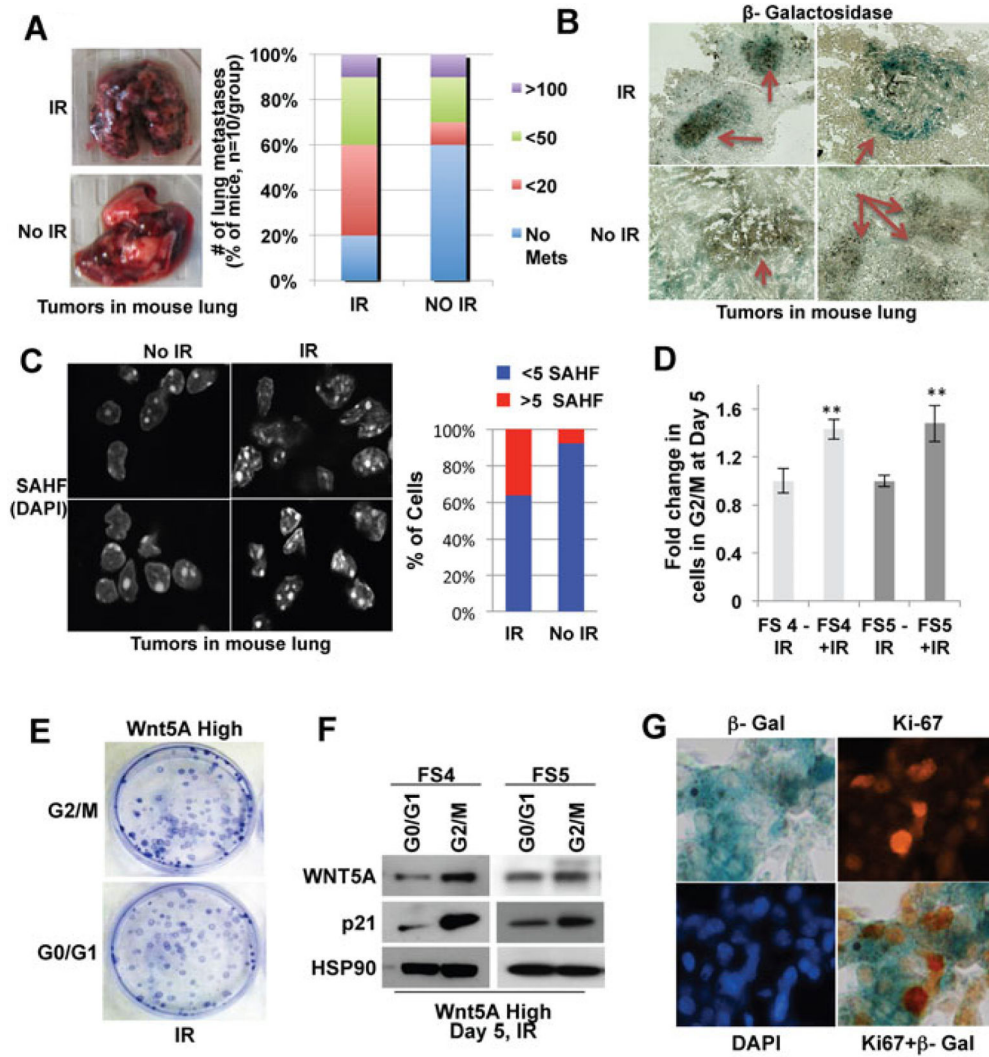 A
IR
No IR
Tumors in mouse lung
# of lung metastases
(% of mice, n=10/group)
100%
80%
60%
40%
20%
0%
IR
NO IR
>100
<50
<20
No
Mets
B
β- Galactosidase
IR
No IR
Tumors in mouse lung
C
No IR
IR
SAHF
(DAPI)
Tumors in mouse lung
<5 SAHF
>5 SAHF
% of Cells
100%
80%
60%
40%
20%
0%
IR
No IR
D
Fold change in
cells in G2/M at Day 5
1.6
1.2
0.8
0.4
0
**
**
FS 4 -
IR
FS4
+IR
FS5 -
IR
FS5
+IR
E
Wnt5A High
G2/M
G0/G1
IR
F
FS4
FS5
G0/G1
G2/M
G0/G1
G2/M
WNT5A
p21
HSP90
Wnt5A High
Day 5, IR
G
β- Gal
Ki-67
DAPI
Ki67+β- Gal